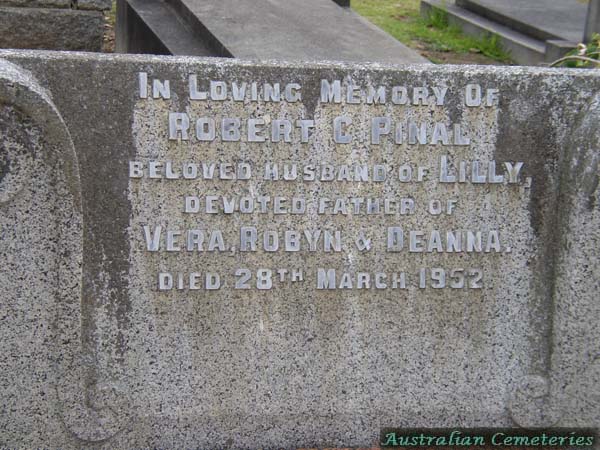 In Loving Memory Of
Robert C Pinal
Beloved Husband of Lilly,
Devoted Father of
Vera, Robyn & Deanna.
Died 28th March 1952
Australian Cemeteries